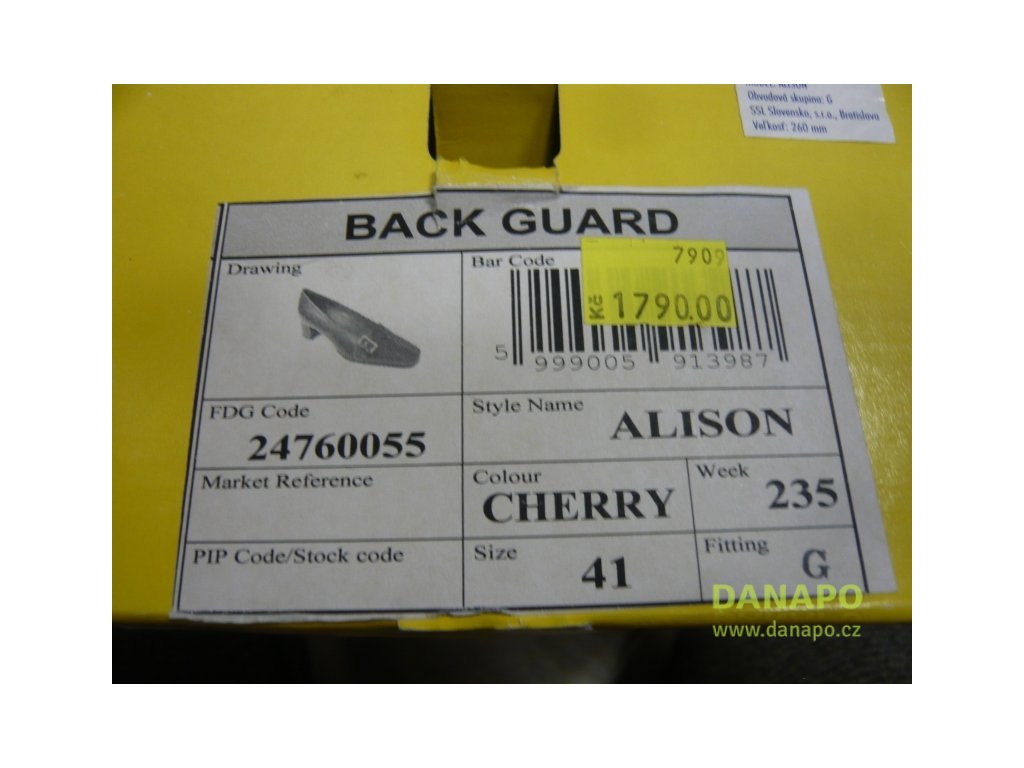 Obvodová skupina: G
SSL Slovensko, s.r.o., Bratislava
Veľkosť: 260 mm
BACK GUARD
Drawing
Bar Code
7909
Kč 1790.00
5 999005 913987
FDG Code
24760055
Style Name
ALISON
Market Reference
Colour
CHERRY
Week
235
PIP Code/Stock code
Size
41
Fitting
G
DANAPO
www.danapo.cz